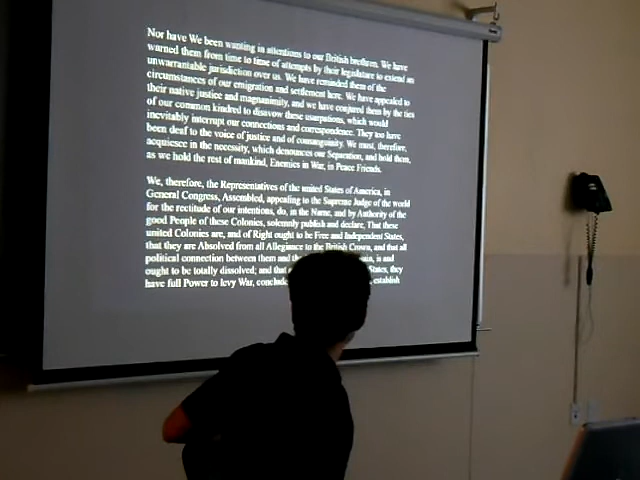 Nor have We been wanting in attentions to our British brethren. We have
warned them from time to time of attempts by their legislature to extend an
unwarrantable jurisdiction over us. We have reminded them of the
circumstances of our emigration and settlement here. We have appealed to
their native justice and magnanimity, and we have conjured them by the ties
of our common kindred to disavow these usurpations, which would
inevitably interrupt our connections and correspondence. They too have
been deaf to the voice of justice and of consanguinity. We must, therefore,
acquiesce in the necessity, which denounces our Separation, and hold them,
as we hold the rest of mankind, Enemies in War, in Peace Friends.
We, therefore, the Representatives of the united States of America, in
General Congress, Assembled, appealing to the Supreme Judge of the world
for the rectitude of our intentions, do, in the Name, and by Authority of the
good People of these Colonies, solemnly publish and declare, That these
united Colonies are, and of Right ought to be Free and Independent States,
that they are Absolved from all Allegiance to the British Crown, and that all
political connection between them and is and
ought to be totally dissolved; and that States, they
have full Power to levy War, establish